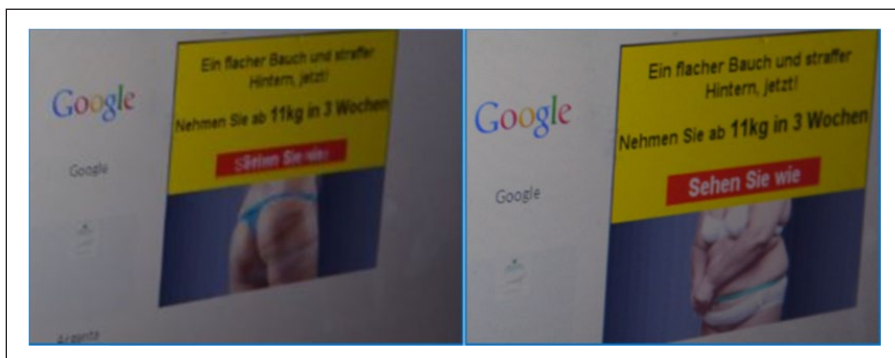 Ein flacher Bauch und straffer
Hintern, jetzt!
Google
Nehmen Sie ab 11kg in 3 Wochen
Sehen Sie wie
Google
Ein flacher Bauch und straffer
Hintern, jetzt!
Google
Nehmen Sie ab 11kg in 3 Wochen
Sehen Sie wie
Google